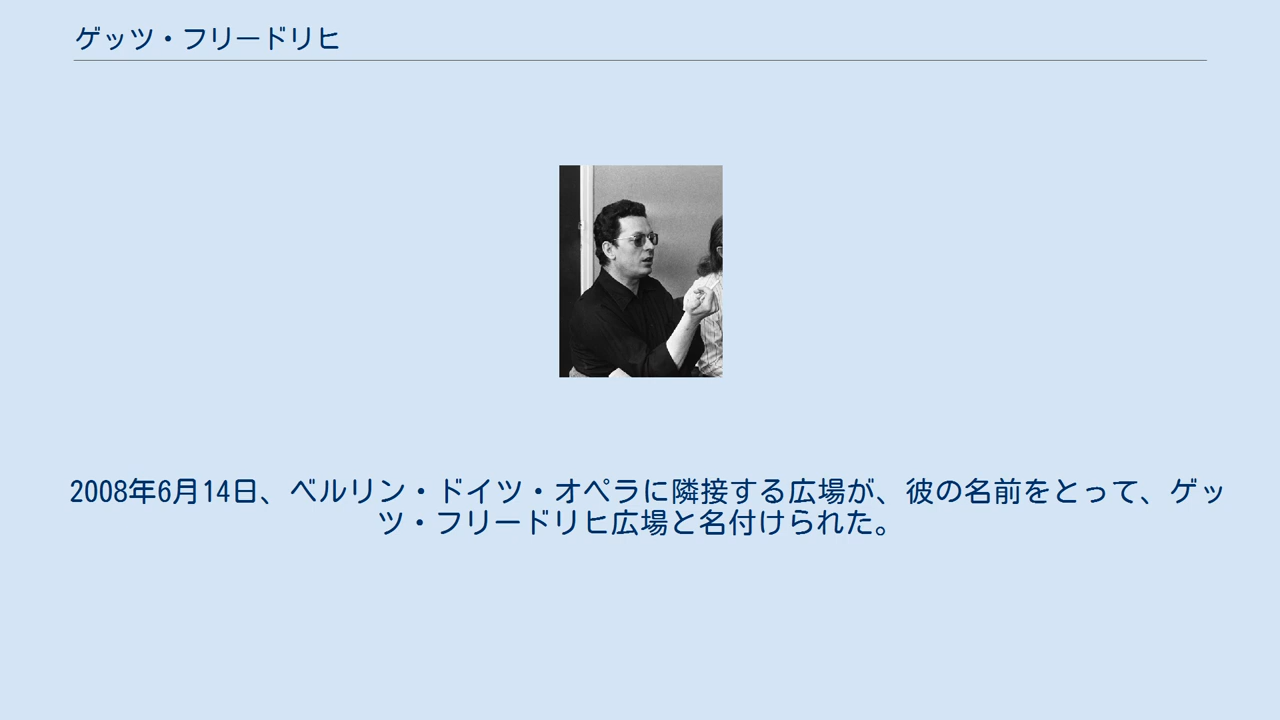 ゲッツ・フリードリヒ
2008年6月14日、ベルリン・ドイツ・オペラに隣接する広場が、彼の名前をとって、ゲッ
ツ・フリードリヒ広場と名付けられた。